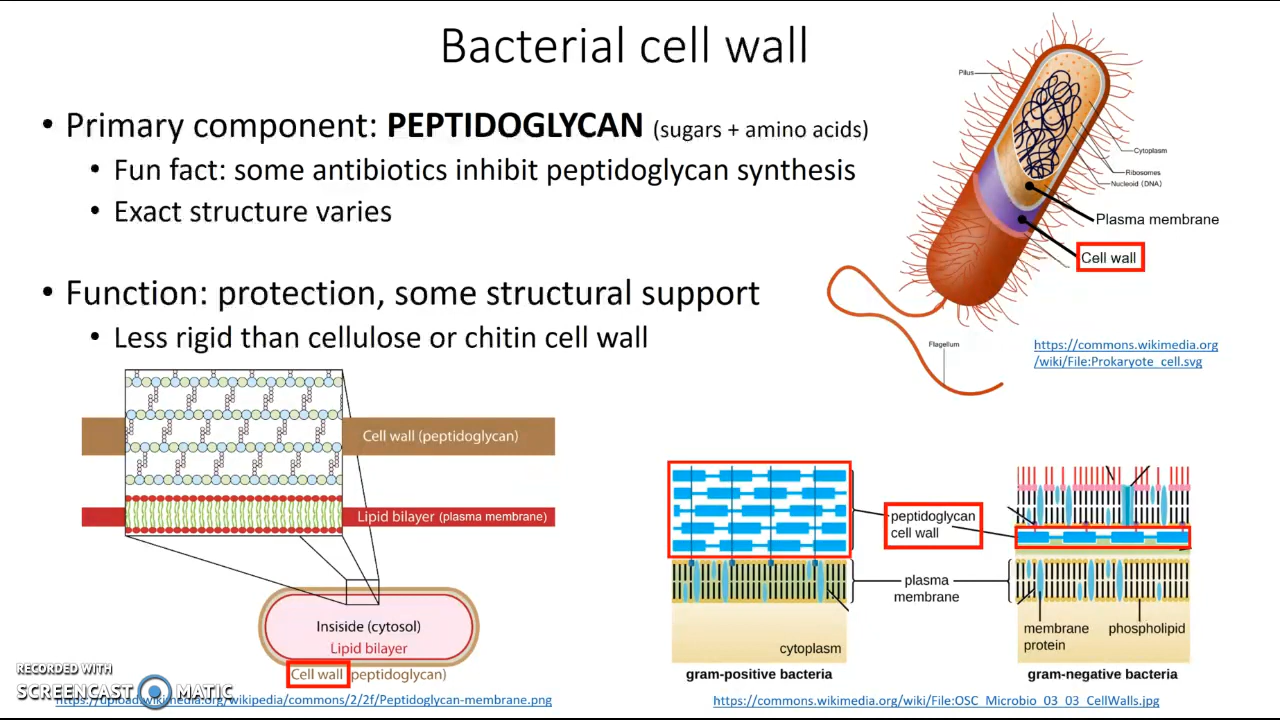 Bacterial cell wall
• Primary component: PEPTIDOGLYCAN (sugars + amino acids)
• Fun fact: some antibiotics inhibit peptidoglycan synthesis
• Exact structure varies
• Function: protection, some structural support
• Less rigid than cellulose or chitin cell wall
Pilus
Cytoplasm
Ribosomes
Nucleoid (DNA)
Plasma membrane
Cell wall
Flagellum
https://commons.wikimedia.org
/wiki/File:Prokaryote_cell.svg
Cell wall (peptidoglycan)
Lipid bilayer (plasma membrane)
Insiside (cytosol)
Lipid bilayer
Cell wall (peptidoglycan)
https://upload.wikimedia.org/wikipedia/commons/2/2f/Peptidoglycan-membrane.png
peptidoglycan
cell wall
plasma
membrane
cytoplasm
gram-positive bacteria
membrane
protein
phospholipid
gram-negative bacteria
https://commons.wikimedia.org/wiki/File:OSC_Microbio_03_03_CellWalls.jpg
RECORDED WITH
SCREENCAST MATIC